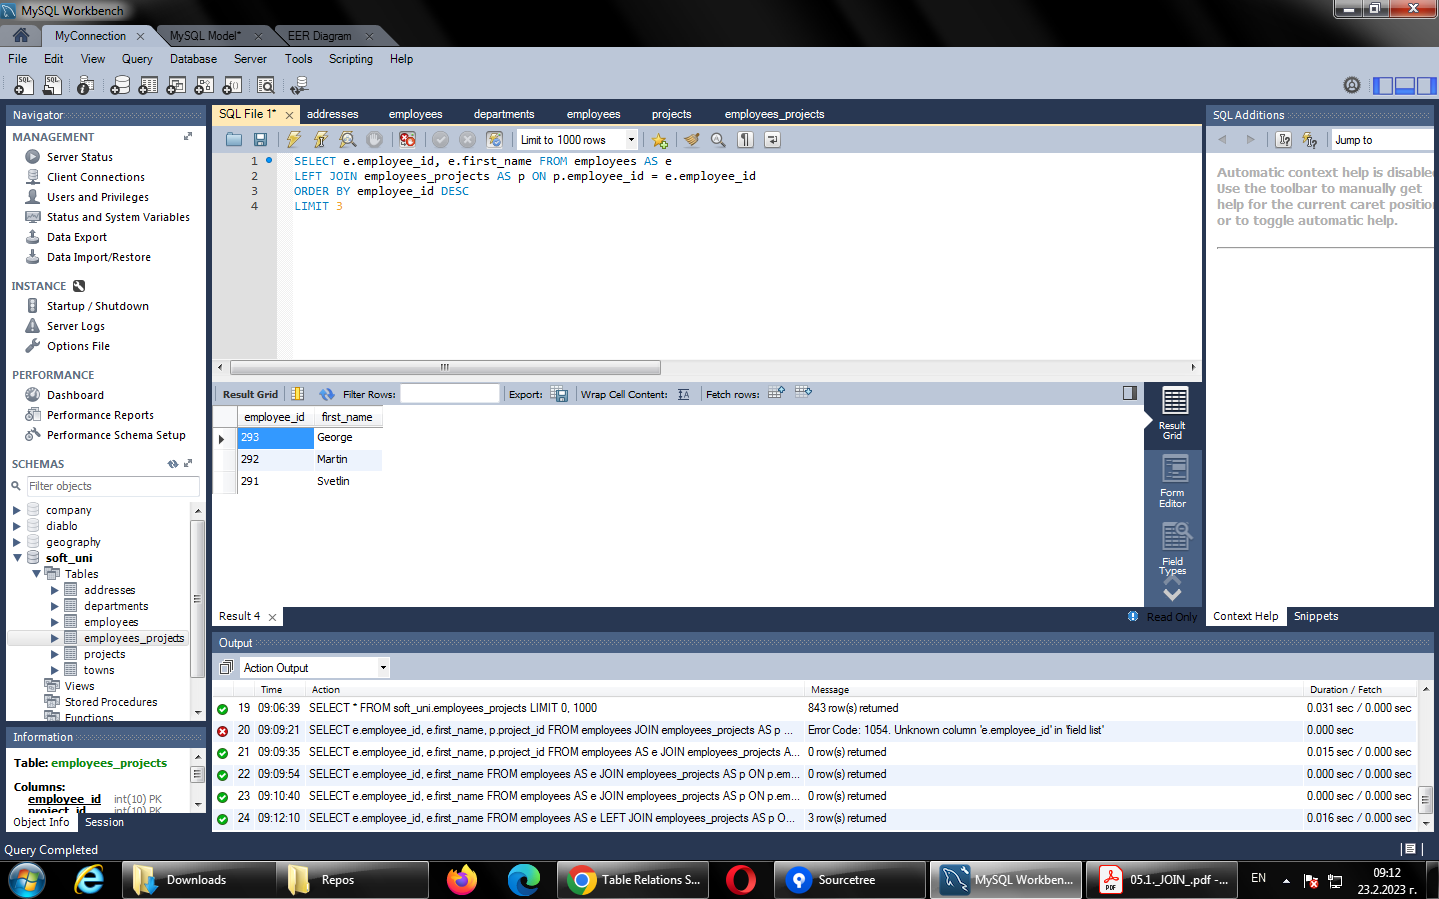 MySQL Workbench
MyConnection
MySQL Model*
EER Diagram
File Edit View Query Database Server Tools Scripting Help
Navigator
MANAGEMENT
Server Status
Client Connections
Users and Privileges
Status and System Variables
Data Export
Data Import/Restore
INSTANCE
Startup / Shutdown
Server Logs
Options File
PERFORMANCE
Dashboard
Performance Reports
Performance Schema Setup
SCHEMAS
Filter objects
company
diablo
geography
soft_uni
Tables
addresses
departments
employees
employees_projects
projects
towns
Views
Stored Procedures
Functions
Information
Table: employees_projects
Columns:
employee_id int(10) PK
project_id int(10) PK
Object Info Session
SQL File 1* addresses employees departments employees projects employees_projects
Limit to 1000 rows
1 SELECT e.employee_id, e.first_name FROM employees AS e
2 LEFT JOIN employees_projects AS p ON p.employee_id = e.employee_id
3 ORDER BY employee_id DESC
4 LIMIT 3
Result Grid Filter Rows: Export: Wrap Cell Content: Fetch rows:
employee_id first_name
293 George
292 Martin
291 Svetlin
Result
Grid
Form
Editor
Field
Types
Result 4
Read Only
SQL Additions
Jump to
Automatic context help is disabled
Use the toolbar to manually get
help for the current caret position
or to toggle automatic help.
Context Help Snippets
Output
Action Output
Time Action Message Duration / Fetch
19 09:06:39 SELECT * FROM soft_uni.employees_projects LIMIT 0, 1000 843 row(s) returned 0.031 sec / 0.000 sec
20 09:09:21 SELECT e.employee_id, e.first_name, p.project_id FROM employees JOIN employees_projects AS p ... Error Code: 1054. Unknown column 'e.employee_id' in 'field list' 0.000 sec
21 09:09:35 SELECT e.employee_id, e.first_name, p.project_id FROM employees AS e JOIN employees_projects A... 0 row(s) returned 0.015 sec / 0.000 sec
22 09:09:54 SELECT e.employee_id, e.first_name FROM employees AS e JOIN employees_projects AS p ON p.em... 0 row(s) returned 0.000 sec / 0.000 sec
23 09:10:40 SELECT e.employee_id, e.first_name FROM employees AS e JOIN employees_projects AS p ON p.em... 0 row(s) returned 0.000 sec / 0.000 sec
24 09:12:10 SELECT e.employee_id, e.first_name FROM employees AS e LEFT JOIN employees_projects AS p O... 3 row(s) returned 0.016 sec / 0.000 sec
Query Completed
Downloads
Repos
Table Relations S...
Sourcetree
MySQL Workben...
05.1._JOIN_.pdf -...
EN
09:12
23.2.2023 г.